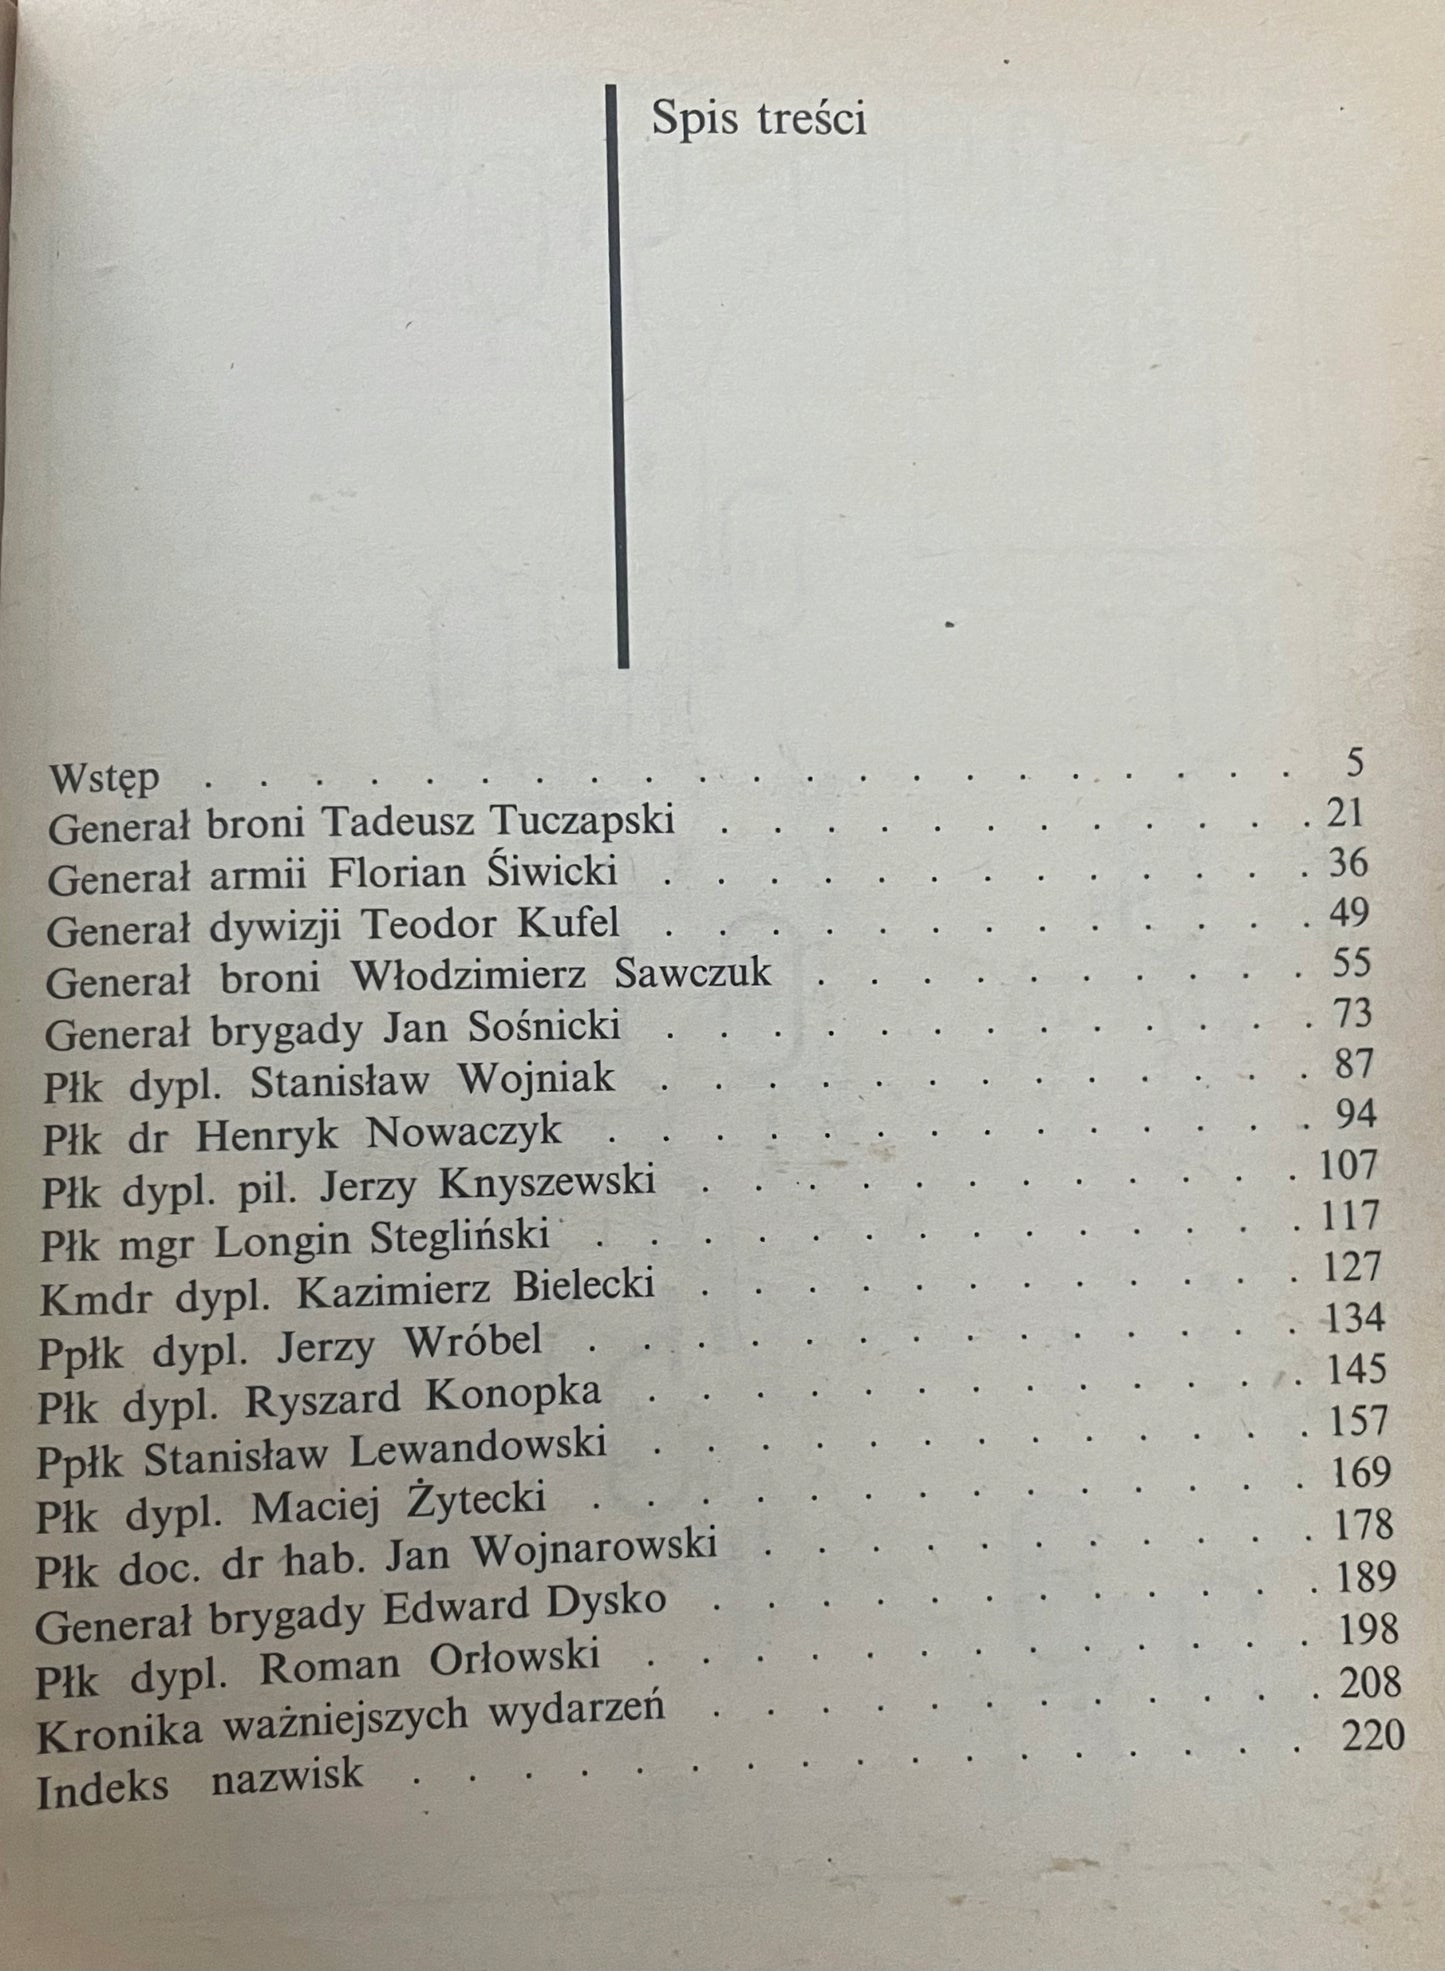 Spis treści
Wstęp . . . . . . . . . . . . . . . . . . . . . 5
Generał broni Tadeusz Tuczapski . . . . . . . . . . . . 21
Generał armii Florian Śiwicki . . . . . . . . . . . . . 36
Generał dywizji Teodor Kufel . . . . . . . . . . . . . 49
Generał broni Włodzimierz Sawczuk . . . . . . . . . . 55
Generał brygady Jan Sośnicki . . . . . . . . . . . . . 73
Płk dypl. Stanisław Wojniak . . . . . . . . . . . . . 87
Płk dr Henryk Nowaczyk . . . . . . . . . . . . . . 94
Płk dypl. pil. Jerzy Knyszewski . . . . . . . . . . . . 107
Płk mgr Longin Stegliński . . . . . . . . . . . . . . 117
Kmdr dypl. Kazimierz Bielecki . . . . . . . . . . . . 127
Ppłk dypl. Jerzy Wróbel . . . . . . . . . . . . . . 134
Płk dypl. Ryszard Konopka . . . . . . . . . . . . . 145
Ppłk Stanisław Lewandowski . . . . . . . . . . . . . 157
Płk dypl. Maciej Żytecki . . . . . . . . . . . . . . 169
Płk doc. dr hab. Jan Wojnarowski . . . . . . . . . . . 178
Generał brygady Edward Dysko . . . . . . . . . . . . 189
Płk dypl. Roman Orłowski . . . . . . . . . . . . . 198
Kronika ważniejszych wydarzeń . . . . . . . . . . . . 208
Indeks nazwisk . . . . . . . . . . . . . . . . . 220